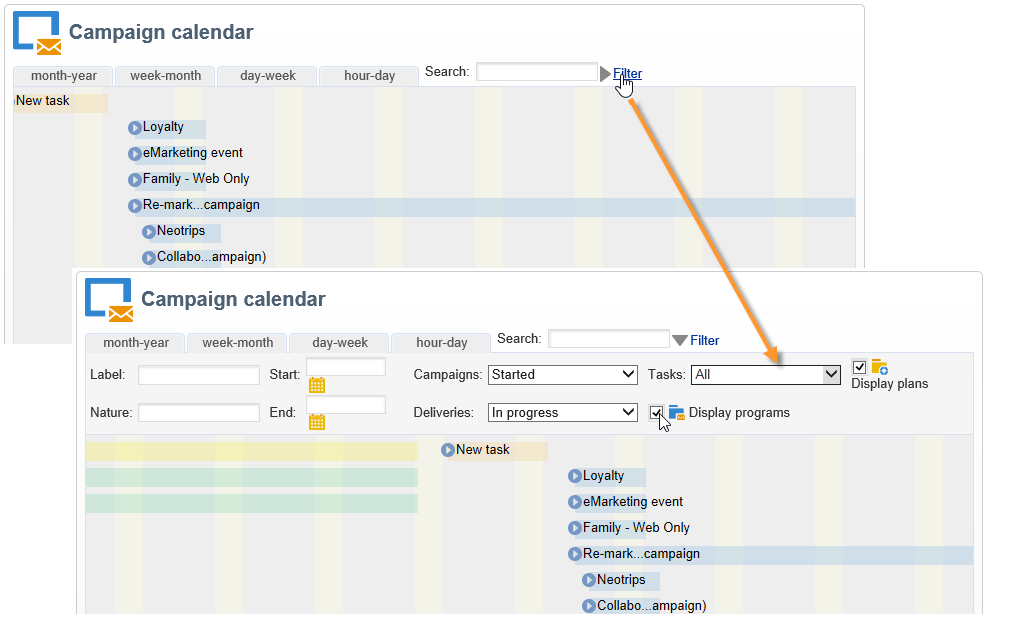 Campaign calendar
month-year week-month day-week hour-day Search: Filter
New task
Loyalty
eMarketing event
Family - Web Only
Re-mark...campaign
Neotrips
Collabo...ampaign)
Campaign calendar
month-year week-month day-week hour-day Search: Filter
Label: Start: Campaigns: Started Tasks: All Display plans
Nature: End: Deliveries: In progress Display programs
New task
Loyalty
eMarketing event
Family - Web Only
Re-mark...campaign
Neotrips
Collabo...ampaign)